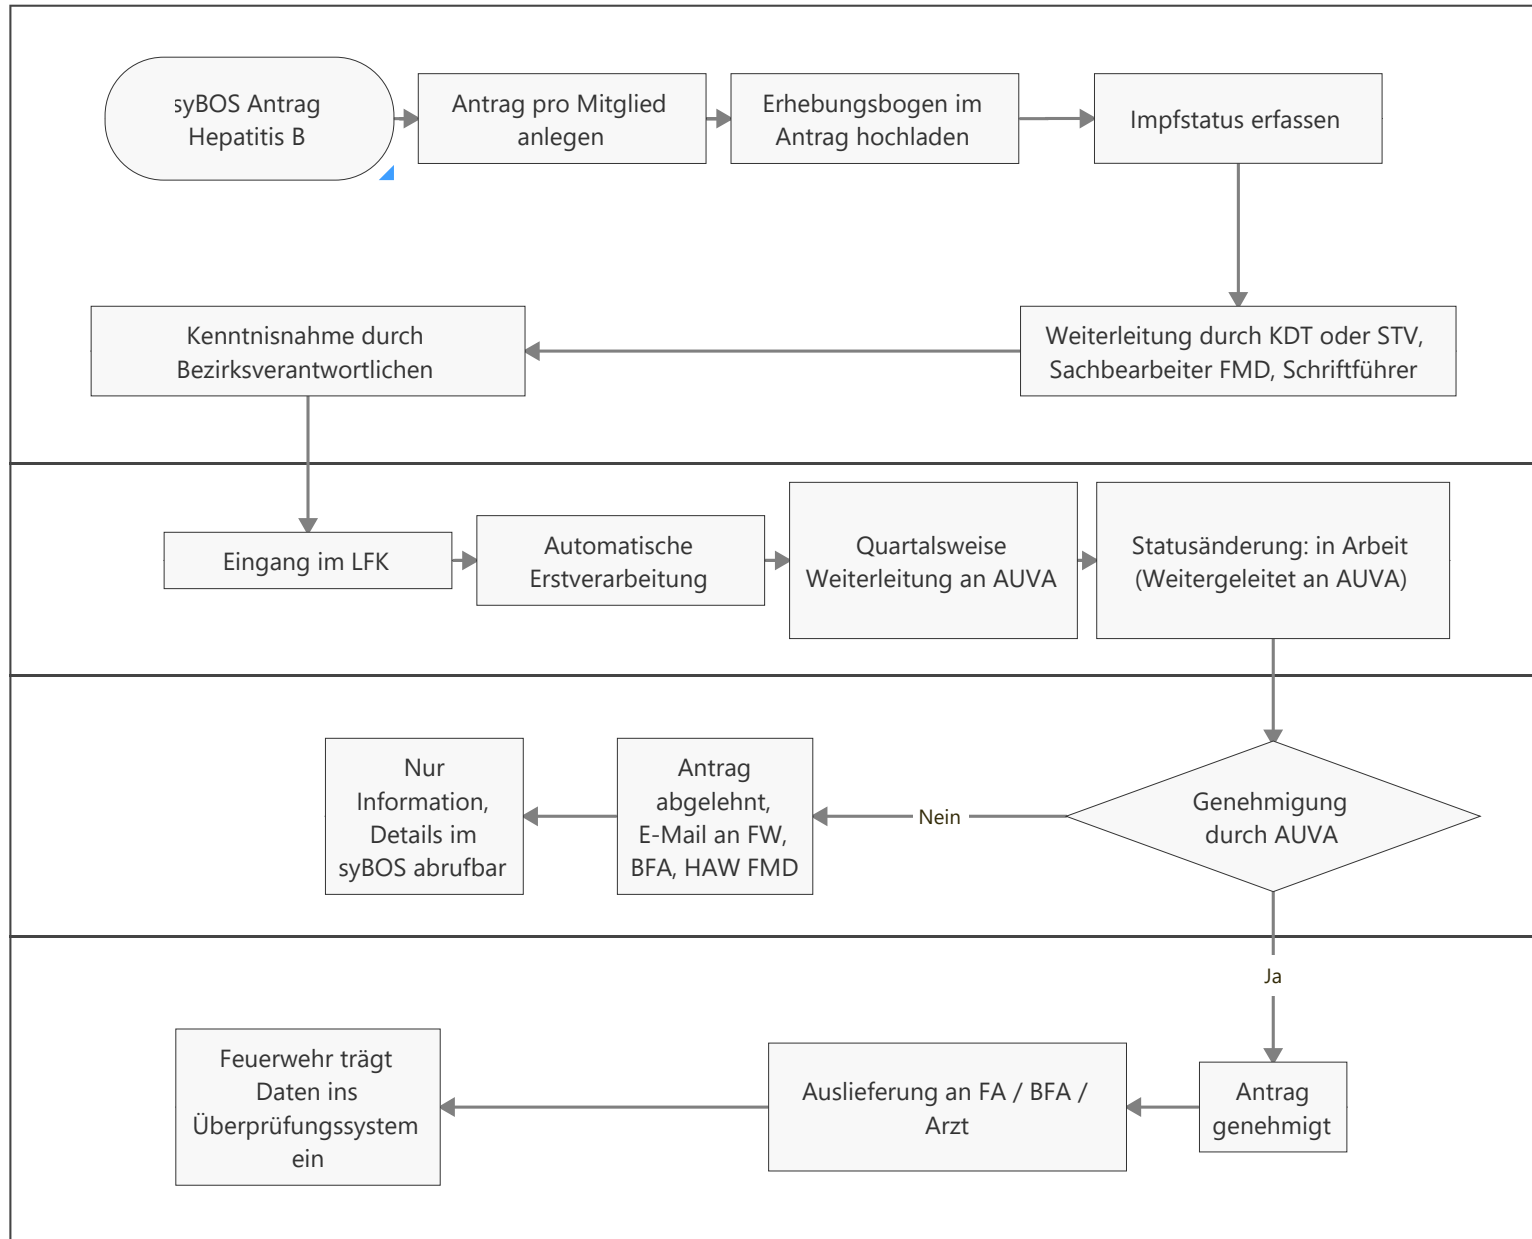 syBOS Antrag
Hepatitis B
Antrag pro Mitglied
anlegen
Erhebungsbogen im
Antrag hochladen
Impfstatus erfassen
Weiterleitung durch KDT oder STV,
Sachbearbeiter FMD, Schriftführer
Kenntnisnahme durch
Bezirksverantwortlichen
Eingang im LFK
Automatische
Erstverarbeitung
Quartalsweise
Weiterleitung an AUVA
Statusänderung: in Arbeit
(Weitergeleitet an AUVA)
Genehmigung
durch AUVA
Nein
Antrag
abgelehnt,
E-Mail an FW,
BFA, HAW FMD
Nur
Information,
Details im
syBOS abrufbar
Ja
Antrag
genehmigt
Auslieferung an FA / BFA /
Arzt
Feuerwehr trägt
Daten ins
Überprüfungssystem
ein